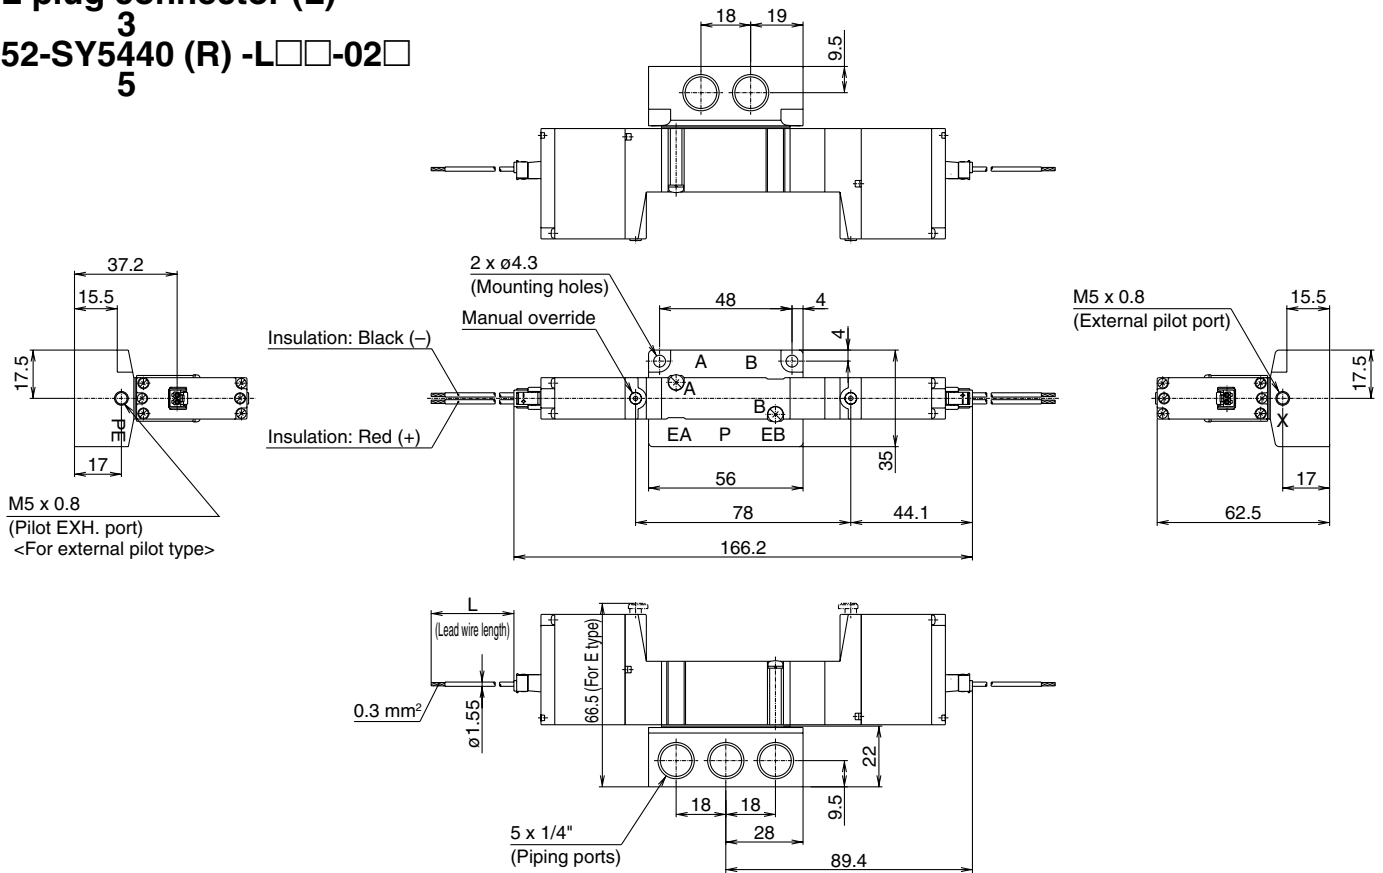 L plug connector (L)
3
52-SY5440 (R) -L□□-02□
5
18
19
9.5
37.2
15.5
17.5
PE
17
M5 x 0.8
(Pilot EXH. port)
<For external pilot type>
2 x ø4.3
(Mounting holes)
Manual override
Insulation: Black (–)
Insulation: Red (+)
48
4
4
A B
A
B
EA P EB
35
56
78
44.1
166.2
M5 x 0.8
(External pilot port)
15.5
17.5
X
17
62.5
L
(Lead wire length)
66.5 (For E type)
0.3 mm²
ø1.55
22
9.5
18
18
28
5 x 1/4"
(Piping ports)
89.4